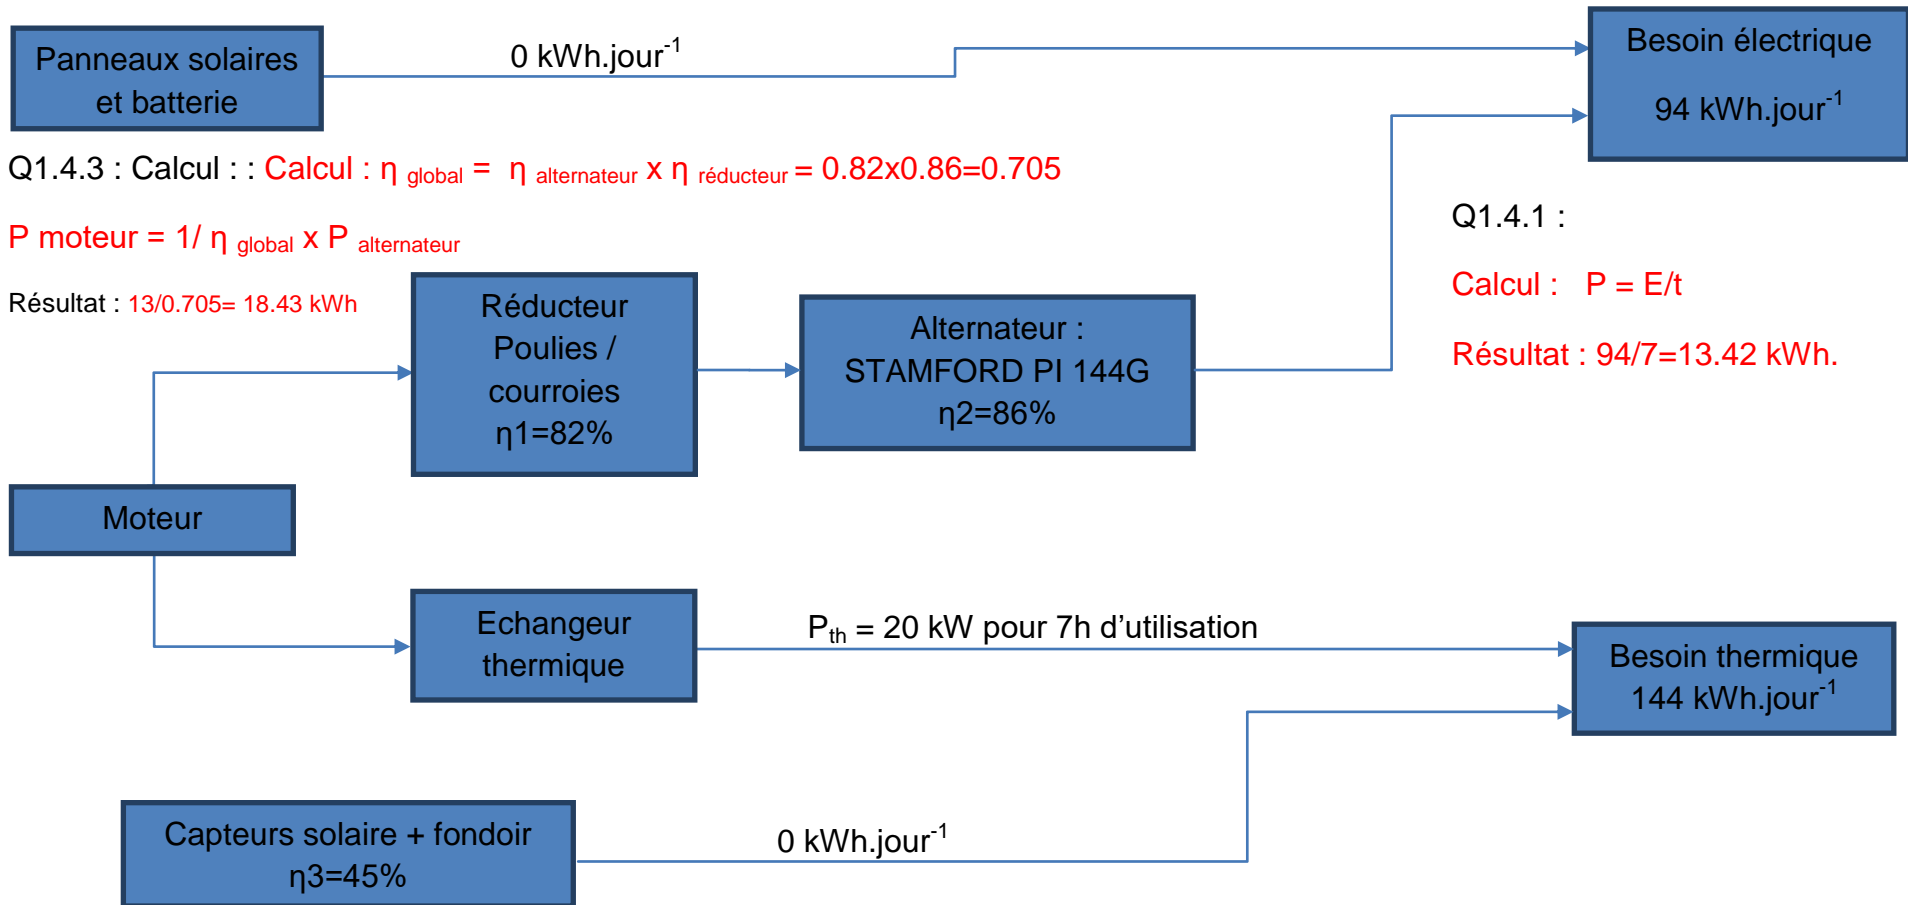 Panneaux solaires
et batterie
0 kWh.jour-1
Besoin électrique
94 kWh.jour-1
Q1.4.3 : Calcul : : Calcul : η global = η alternateur x η réducteur = 0.82x0.86=0.705
P moteur = 1/ η global x P alternateur
Résultat : 13/0.705= 18.43 kWh
Q1.4.1 :
Calcul : P = E/t
Résultat : 94/7=13.42 kWh.
Réducteur
Poulies /
courroies
η1=82%
Alternateur :
STAMFORD PI 144G
η2=86%
Moteur
Echangeur
thermique
Pth = 20 kW pour 7h d’utilisation
Besoin thermique
144 kWh.jour-1
Capteurs solaire + fondoir
η3=45%
0 kWh.jour-1